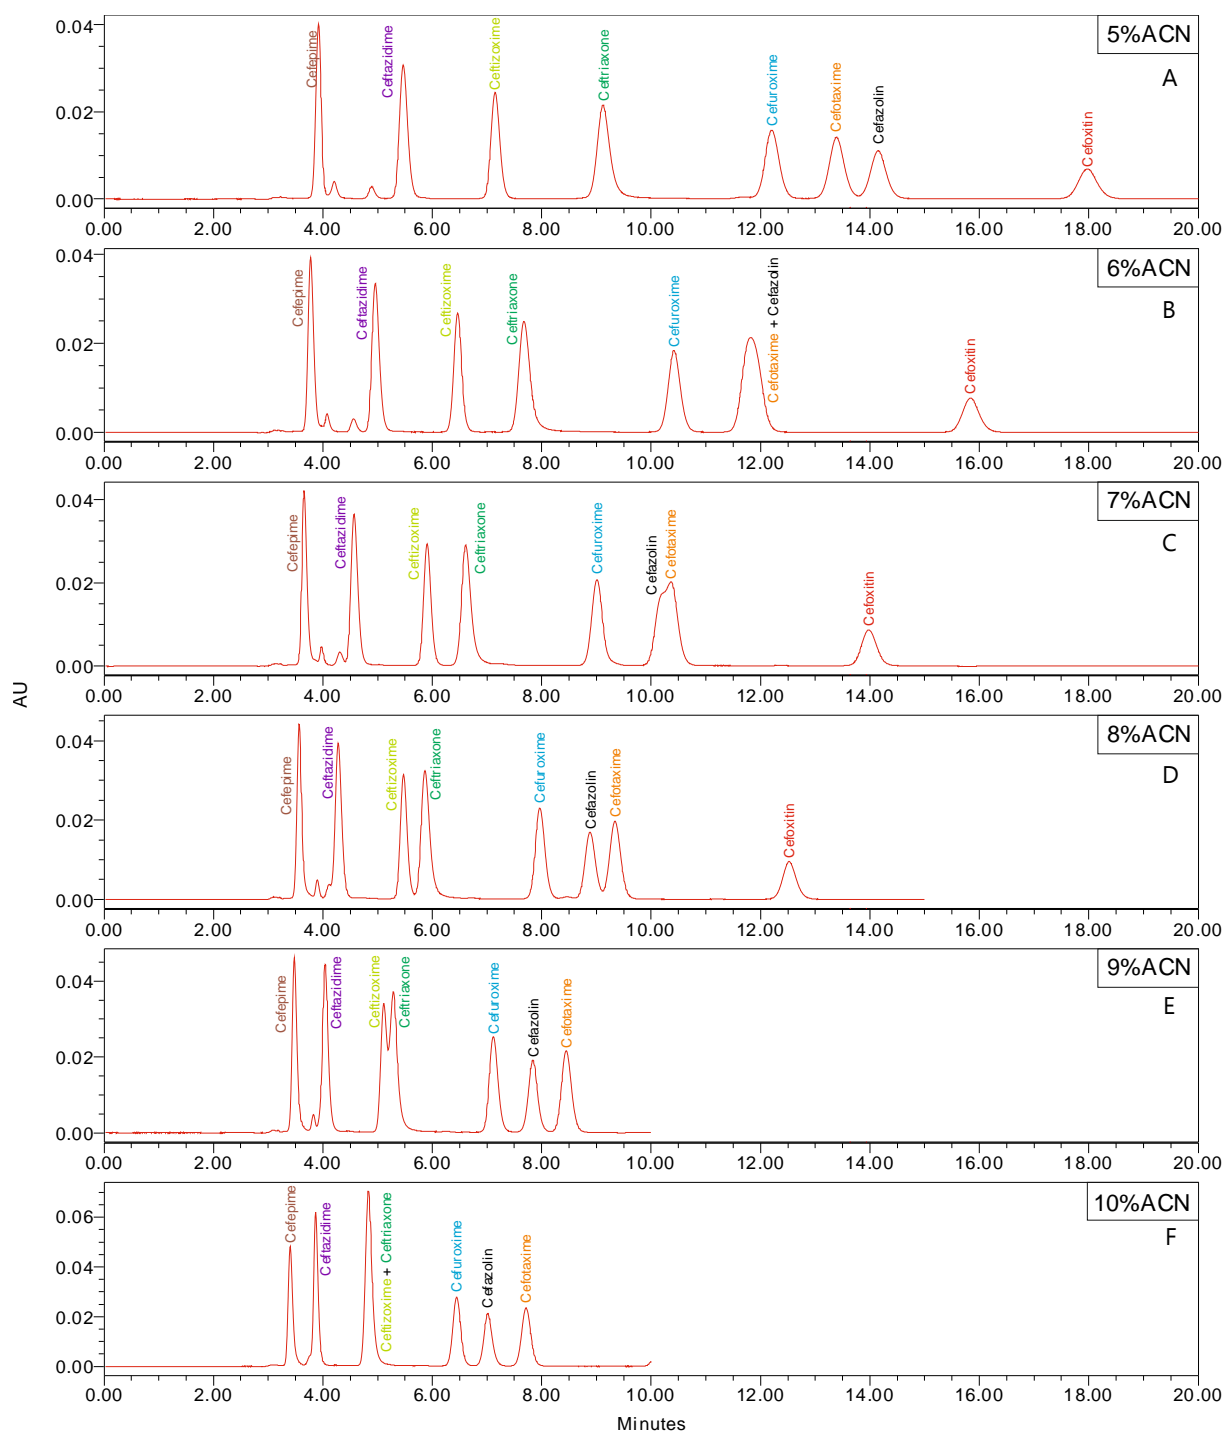 AU
5%ACN
A
Cefepime
Ceftazidime
Ceftizoxime
Ceftriaxone
Cefuroxime
Cefotaxime
Cefazolin
Cefoxitin
0.04
0.02
0.00
0.00 2.00 4.00 6.00 8.00 10.00 12.00 14.00 16.00 18.00 20.00
6%ACN
B
Cefepime
Ceftazidime
Ceftizoxime
Ceftriaxone
Cefuroxime
Cefotaxime + Cefazolin
Cefoxitin
0.04
0.02
0.00
0.00 2.00 4.00 6.00 8.00 10.00 12.00 14.00 16.00 18.00 20.00
7%ACN
C
Cefepime
Ceftazidime
Ceftizoxime
Ceftriaxone
Cefuroxime
Cefazolin
Cefotaxime
Cefoxitin
0.04
0.02
0.00
0.00 2.00 4.00 6.00 8.00 10.00 12.00 14.00 16.00 18.00 20.00
8%ACN
D
Cefepime
Ceftazidime
Ceftizoxime
Ceftriaxone
Cefuroxime
Cefazolin
Cefotaxime
Cefoxitin
0.04
0.02
0.00
0.00 2.00 4.00 6.00 8.00 10.00 12.00 14.00 16.00 18.00 20.00
9%ACN
E
Cefepime
Ceftazidime
Ceftizoxime
Ceftriaxone
Cefuroxime
Cefazolin
Cefotaxime
0.04
0.02
0.00
0.00 2.00 4.00 6.00 8.00 10.00 12.00 14.00 16.00 18.00 20.00
10%ACN
F
Cefepime
Ceftazidime
Ceftizoxime + Ceftriaxone
Cefuroxime
Cefazolin
Cefotaxime
0.06
0.04
0.02
0.00
0.00 2.00 4.00 6.00 8.00 10.00 12.00 14.00 16.00 18.00 20.00
Minutes